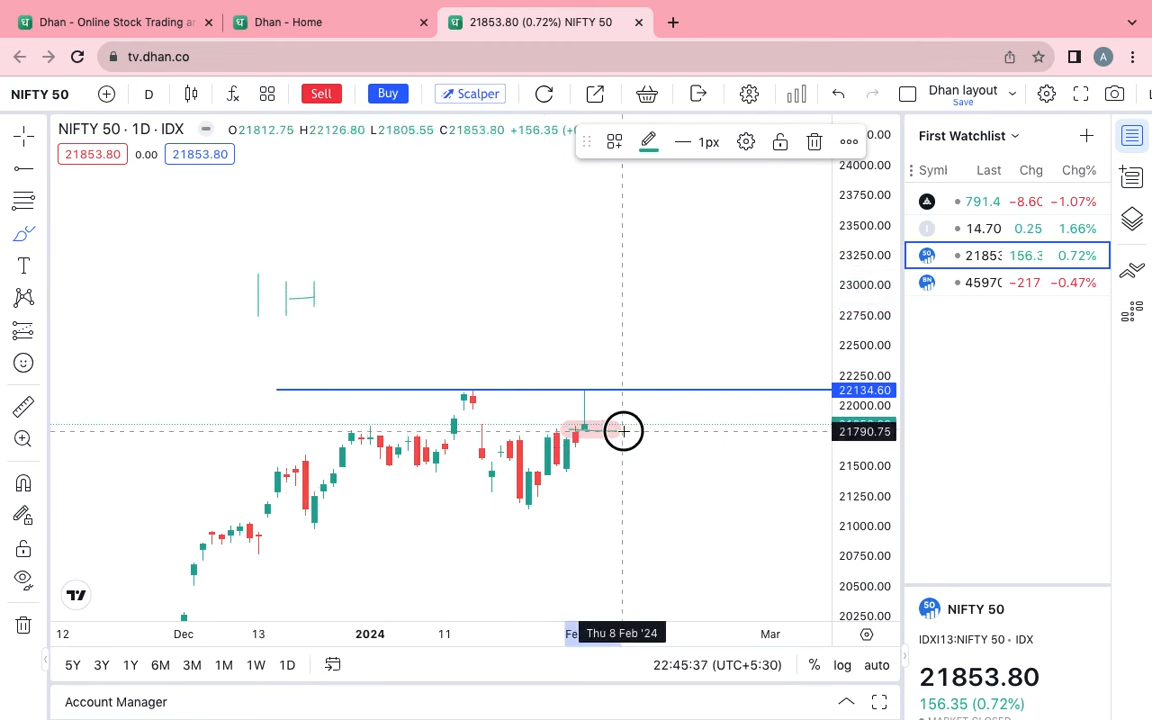 Dhan - Online Stock Trading a
Dhan - Home
21853.80 (0.72%) NIFTY 50
tv.dhan.co
A
NIFTY 50
D
Sell
Buy
Scalper
Dhan layout
Save
NIFTY 50 · 1D · IDX
O21812.75 H22126.80 L21805.55 C21853.80 +156.35
21853.80
0.00
21853.80
1px
24000.00
23750.00
23500.00
23250.00
23000.00
22750.00
22500.00
22250.00
22134.60
22000.00
21790.75
21500.00
21250.00
21000.00
20750.00
20500.00
20250.00
12
Dec
13
2024
11
Fe
Thu 8 Feb '24
Mar
5Y
3Y
1Y
6M
3M
1M
1W
1D
22:45:37 (UTC+5:30)
%
log
auto
Account Manager
First Watchlist
Symbl Last Chg Chg%
791.4 −8.60 −1.07%
14.70 0.25 1.66%
50 21853 156.3 0.72%
BN 45970 −217 −0.47%
50 NIFTY 50
IDXI13:NIFTY 50 · IDX
21853.80
156.35 (0.72%)
MARKET CLOSED